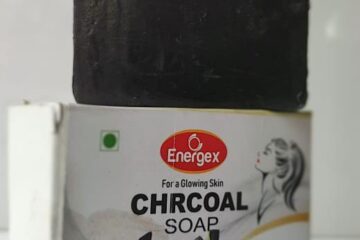 Energex
For a Glowing Skin
CHRCOAL
SOAP